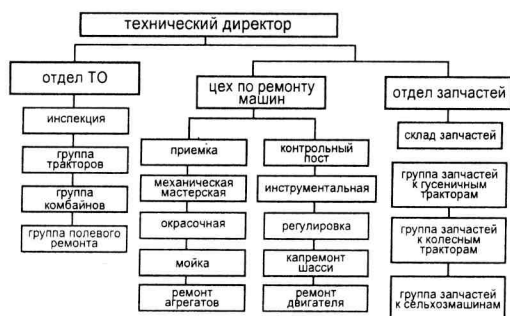 технический директор
отдел ТО
инспекция
группа
тракторов
группа
комбайнов
группа полевого
ремонта
цех по ремонту
машин
приемка
механическая
мастерская
окрасочная
мойка
ремонт
агрегатов
контрольный
пост
инструментальная
регулировка
капремонт
шасси
ремонт
двигателя
отдел запчастей
склад запчастей
группа запчастей
к гусеничным
тракторам
группа запчастей
к колесным
тракторам
группа запчастей
к сельхозмашинам